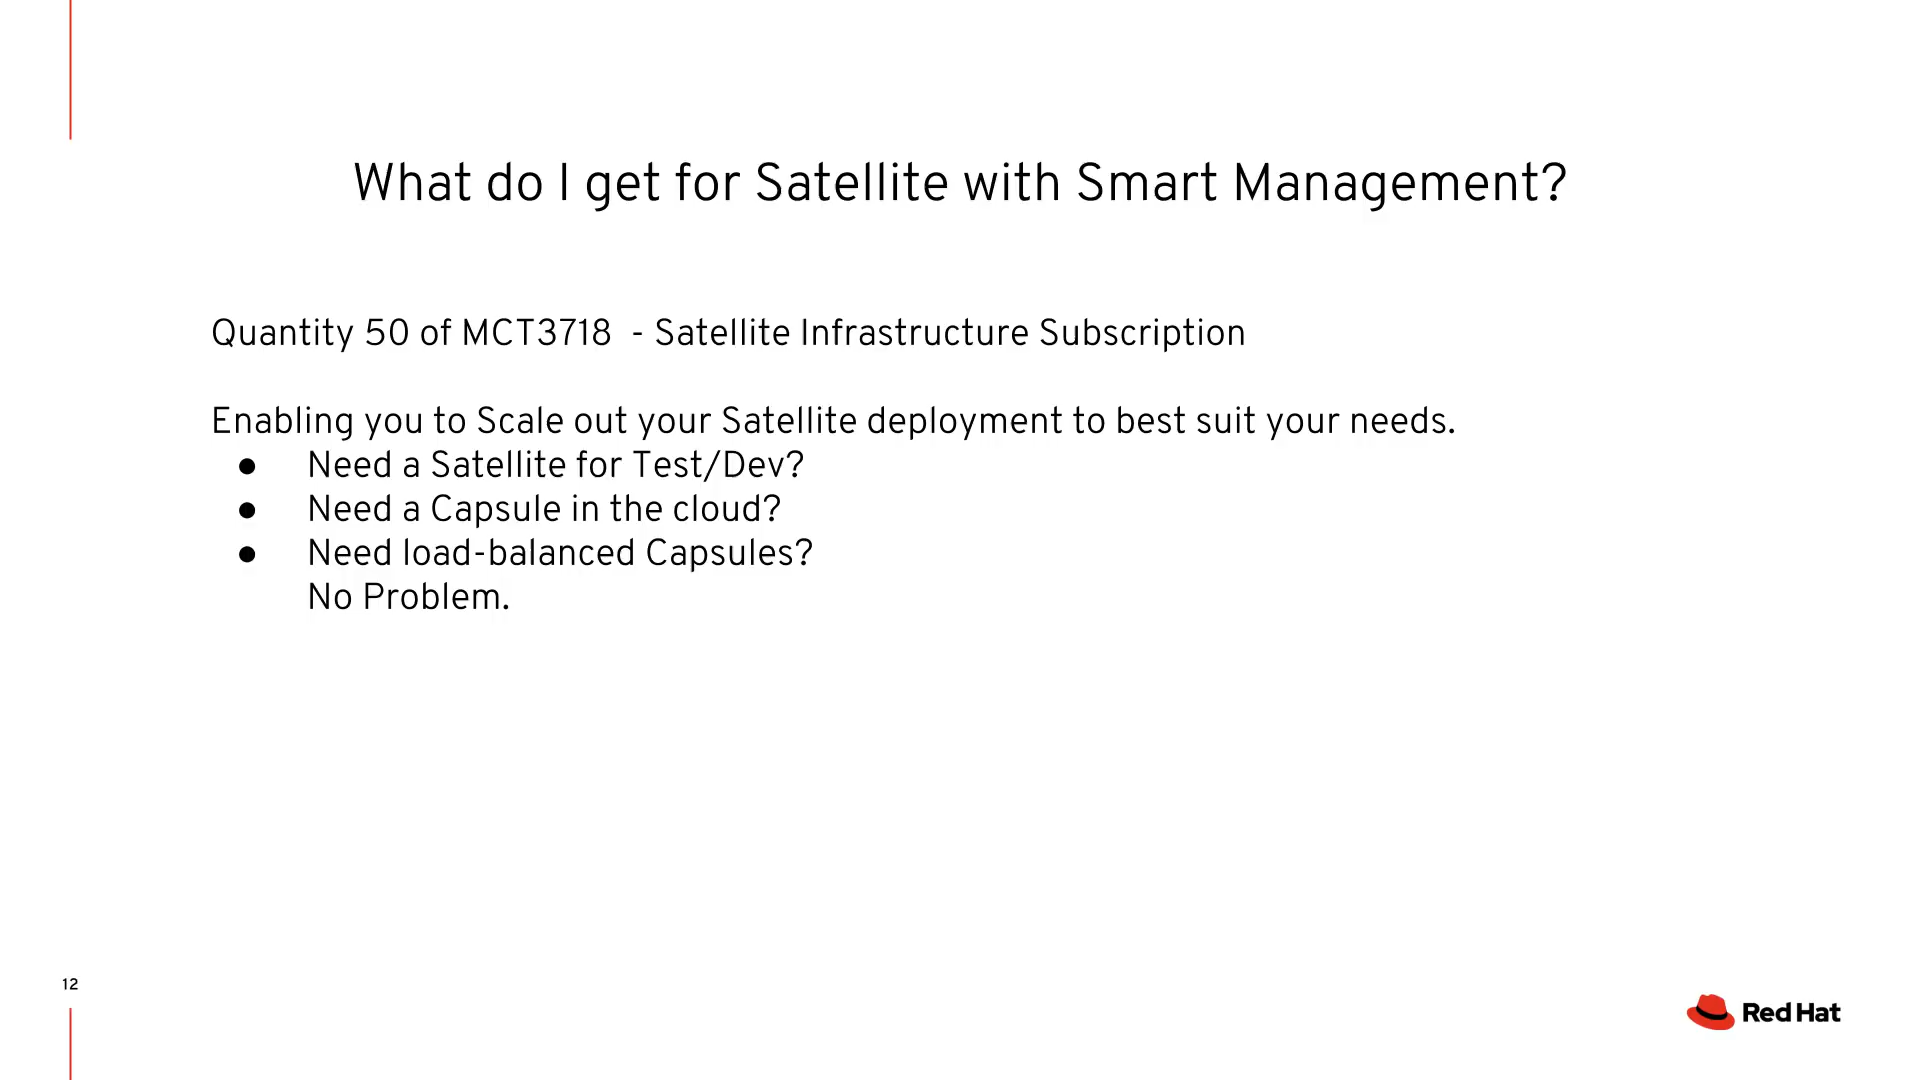 What do I get for Satellite with Smart Management?
Quantity 50 of MCT3718  - Satellite Infrastructure Subscription
Enabling you to Scale out your Satellite deployment to best suit your needs.
● Need a Satellite for Test/Dev?
● Need a Capsule in the cloud?
● Need load-balanced Capsules?
No Problem.
12
Red Hat